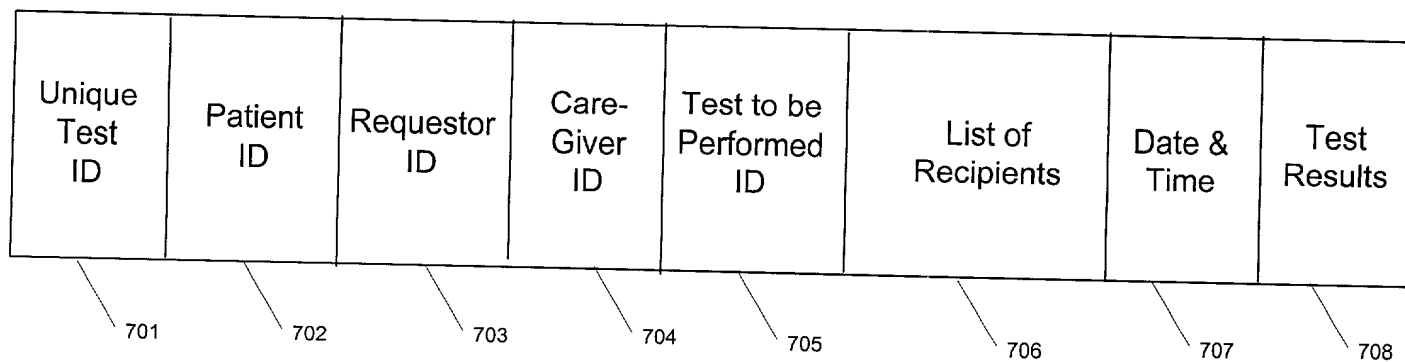 Unique
Test
ID
Patient
ID
Requestor
ID
Care-
Giver
ID
Test to be
Performed
ID
List of
Recipients
Date &
Time
Test
Results
701
702
703
704
705
706
707
708